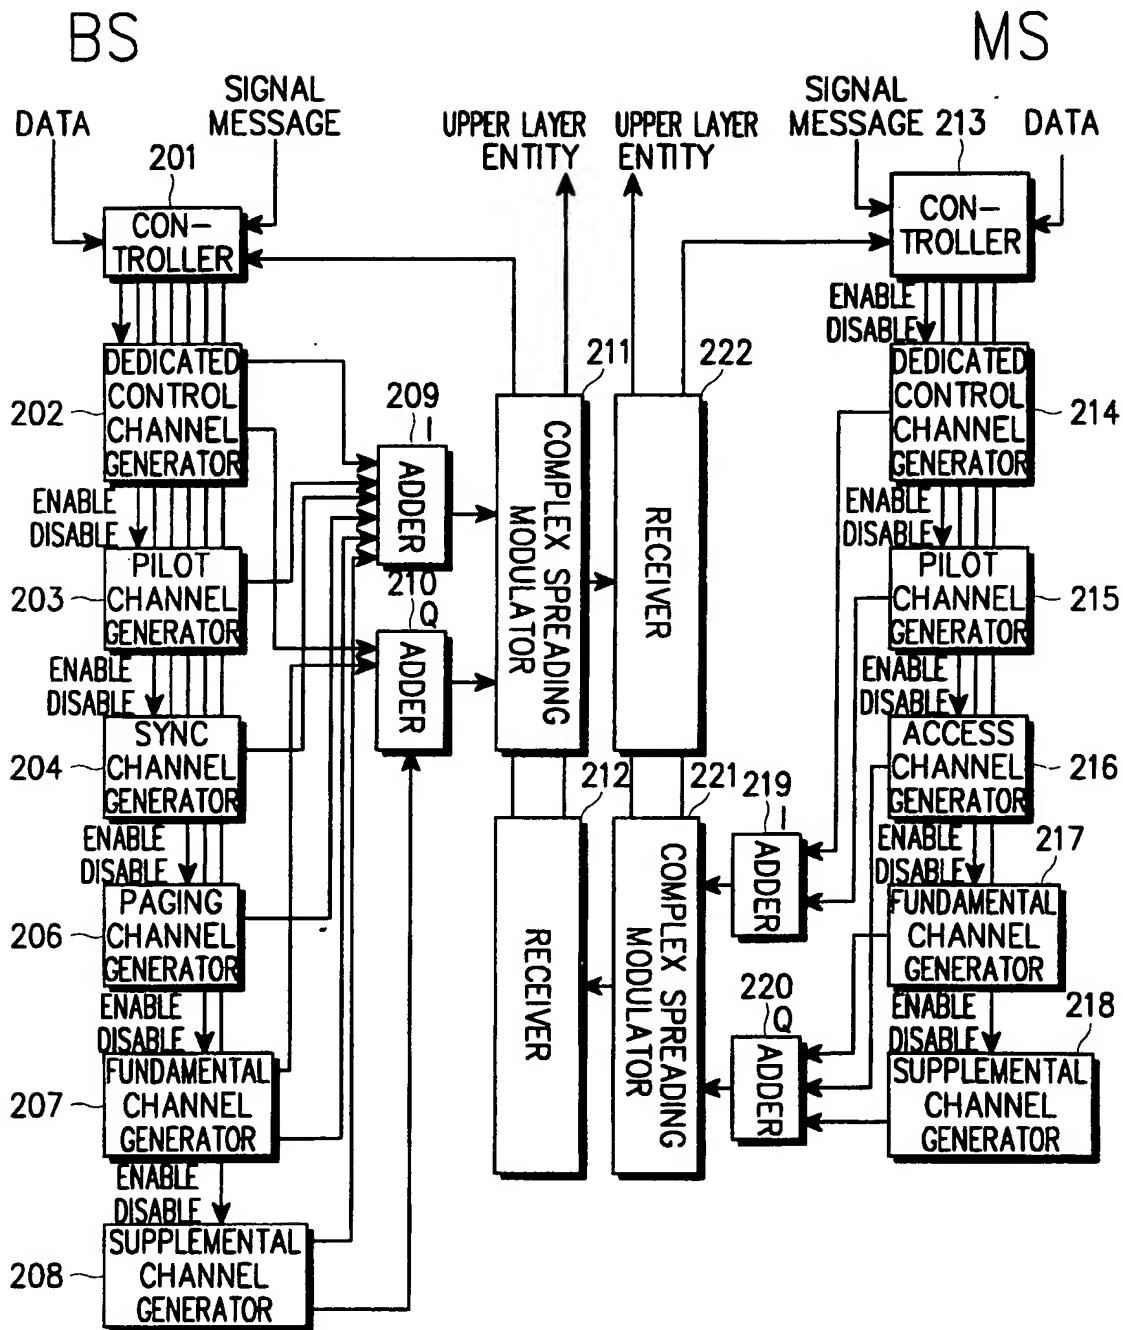 BS
MS
DATA
SIGNAL
MESSAGE
201
CON-
TROLLER
UPPER LAYER
ENTITY
UPPER LAYER
ENTITY
SIGNAL
MESSAGE
213
DATA
CON-
TROLLER
ENABLE
DISABLE
DEDICATED
CONTROL
CHANNEL
GENERATOR
202
ENABLE
DISABLE
PILOT
CHANNEL
GENERATOR
203
ENABLE
DISABLE
SYNC
CHANNEL
GENERATOR
204
ENABLE
DISABLE
PAGING
CHANNEL
GENERATOR
206
ENABLE
DISABLE
FUNDAMENTAL
CHANNEL
GENERATOR
207
ENABLE
DISABLE
SUPPLEMENTAL
CHANNEL
GENERATOR
208
209
I
ADDER
210
Q
ADDER
211
COMPLEX SPREADING
MODULATOR
222
RECEIVER
212
RECEIVER
221
COMPLEX SPREADING
MODULATOR
219
I
ADDER
220
Q
ADDER
DEDICATED
CONTROL
CHANNEL
GENERATOR
214
ENABLE
DISABLE
PILOT
CHANNEL
GENERATOR
215
ENABLE
DISABLE
ACCESS
CHANNEL
GENERATOR
216
ENABLE
DISABLE
217
FUNDAMENTAL
CHANNEL
GENERATOR
ENABLE
DISABLE
218
SUPPLEMENTAL
CHANNEL
GENERATOR